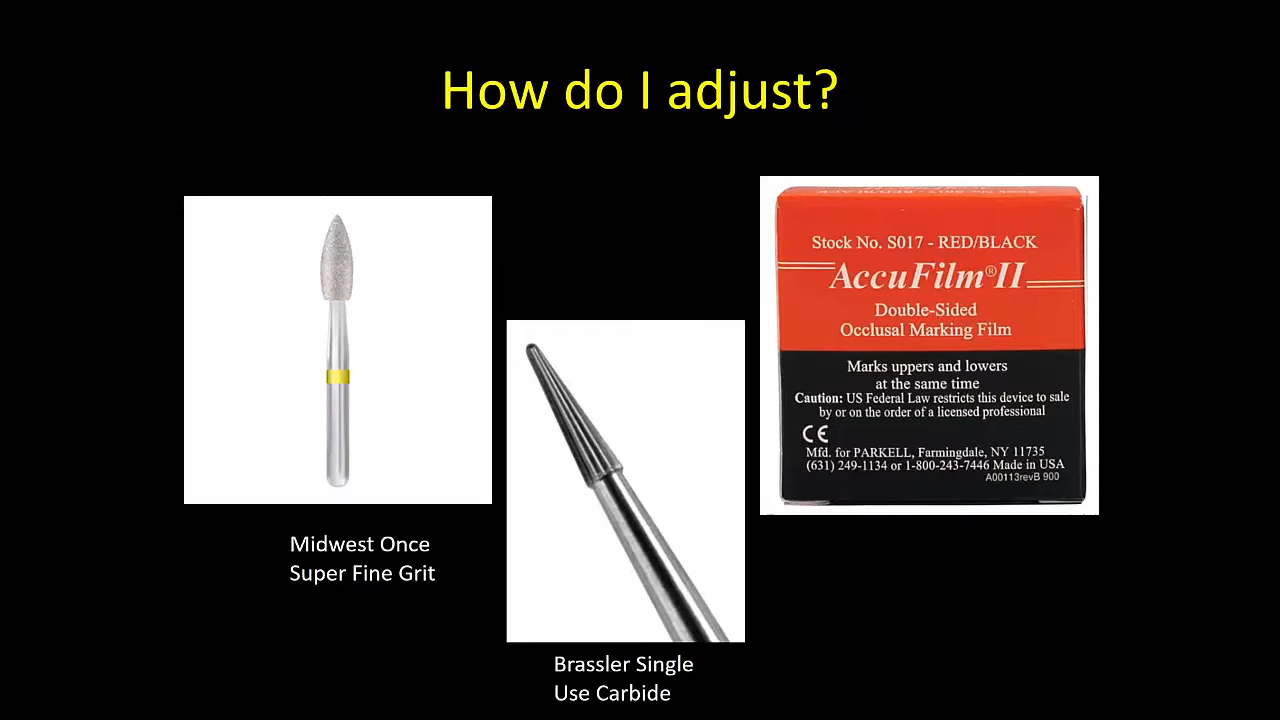 How do I adjust?
Stock No. S017 - RED/BLACK
AccuFilm®II
Double-Sided
Occlusal Marking Film
Marks uppers and lowers
at the same time
Caution: US Federal Law restricts this device to sale
by or on the order of a licensed professional
CE
Mfd. for PARKELL, Farmingdale, NY 11735
(631) 249-1134 or 1-800-243-7446 Made in USA
A00113revB 900
Midwest Once
Super Fine Grit
Brassler Single
Use Carbide